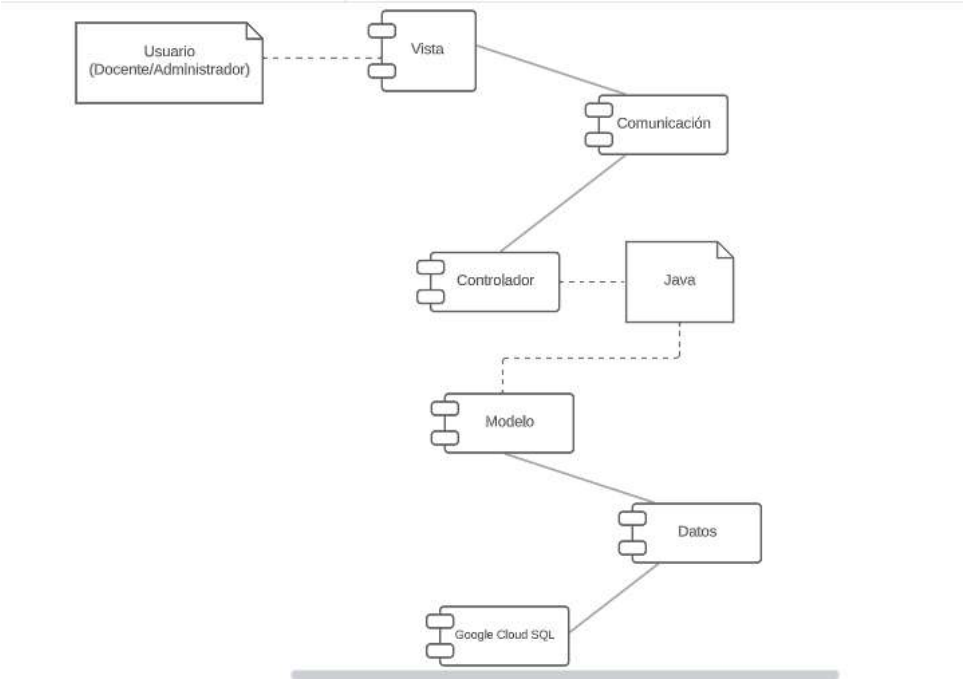 Usuario
(Docente/Administrador)
Vista
Comunicación
Controlador
Java
Modelo
Datos
Google Cloud SQL